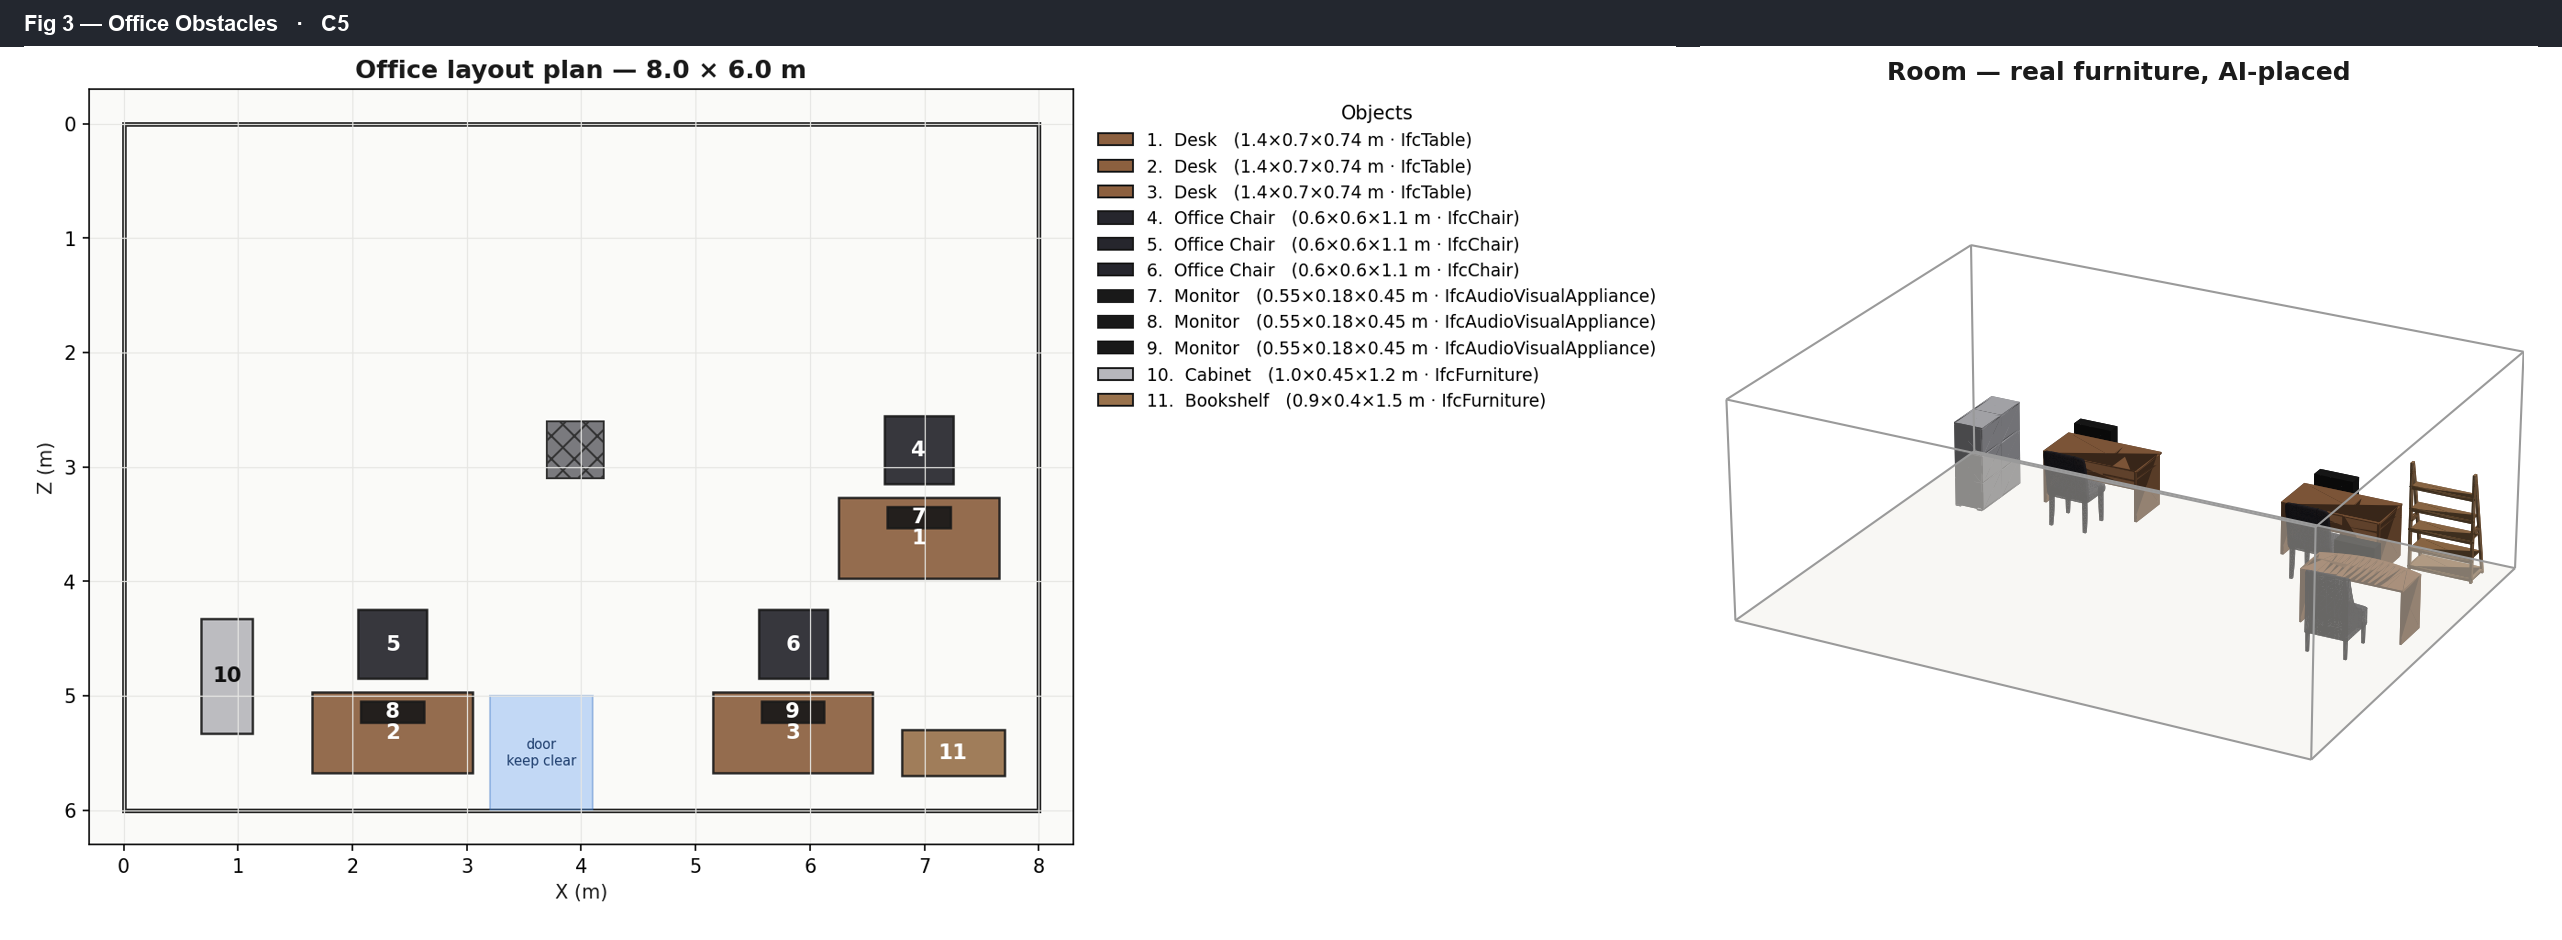 Fig 3 — Office Obstacles · C5
Office layout plan — 8.0 × 6.0 m
0
1
2
3
4
5
6
Z (m)
4
7
1
5
6
10
8
2
9
3
11
door
keep clear
0 1 2 3 4 5 6 7 8
X (m)
Objects
1. Desk (1.4×0.7×0.74 m · IfcTable)
2. Desk (1.4×0.7×0.74 m · IfcTable)
3. Desk (1.4×0.7×0.74 m · IfcTable)
4. Office Chair (0.6×0.6×1.1 m · IfcChair)
5. Office Chair (0.6×0.6×1.1 m · IfcChair)
6. Office Chair (0.6×0.6×1.1 m · IfcChair)
7. Monitor (0.55×0.18×0.45 m · IfcAudioVisualAppliance)
8. Monitor (0.55×0.18×0.45 m · IfcAudioVisualAppliance)
9. Monitor (0.55×0.18×0.45 m · IfcAudioVisualAppliance)
10. Cabinet (1.0×0.45×1.2 m · IfcFurniture)
11. Bookshelf (0.9×0.4×1.5 m · IfcFurniture)
Room — real furniture, AI-placed